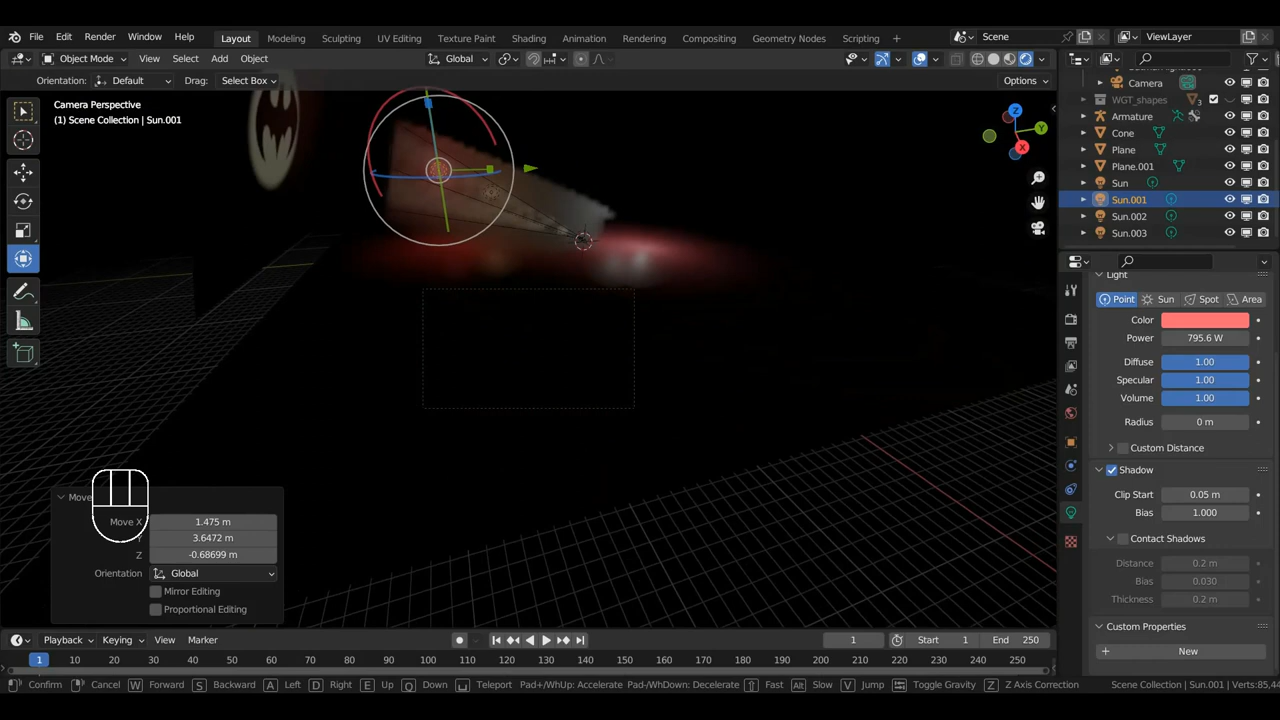 File Edit Render Window Help Layout Modeling Sculpting UV Editing Texture Paint Shading Animation Rendering Compositing Geometry Nodes Scripting + Scene ViewLayer
Object Mode View Select Add Object Global
Orientation: Default Drag: Select Box Options
Camera Perspective
(1) Scene Collection | Sun.001
Z
Y
X
Camera
WGT_shapes 3
Armature
Cone
Plane
Plane.001
Sun
Sun.001
Sun.002
Sun.003
Light
Point Sun Spot Area
Color
Power 795.6 W
Diffuse 1.00
Specular 1.00
Volume 1.00
Radius 0 m
Custom Distance
Shadow
Clip Start 0.05 m
Bias 1.000
Contact Shadows
Distance 0.2 m
Bias 0.030
Thickness 0.2 m
Custom Properties
New
Move
Move X 1.475 m
3.6472 m
Z -0.68699 m
Orientation Global
Mirror Editing
Proportional Editing
Playback Keying View Marker 1 Start 1 End 250
1 10 20 30 40 50 60 70 80 90 100 110 120 130 140 150 160 170 180 190 200 210 220 230 240 250
Confirm Cancel W Forward S Backward A Left D Right E Up Q Down Teleport Pad+/WhUp: Accelerate Pad-/WhDown: Decelerate Fast Alt Slow V Jump Toggle Gravity Z Z Axis Correction Scene Collection | Sun.001 | Verts:85,44